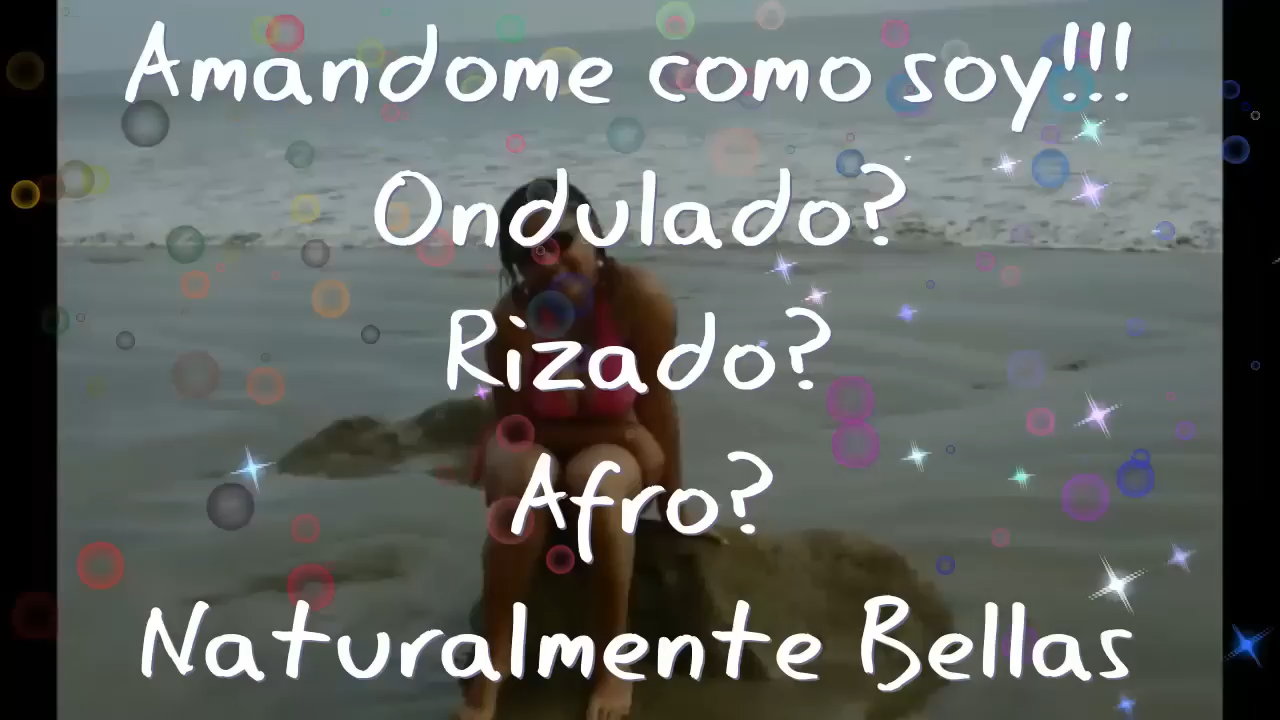 Amandome como soy!!!
Ondulado?
Rizado?
Afro?
Naturalmente Bellas